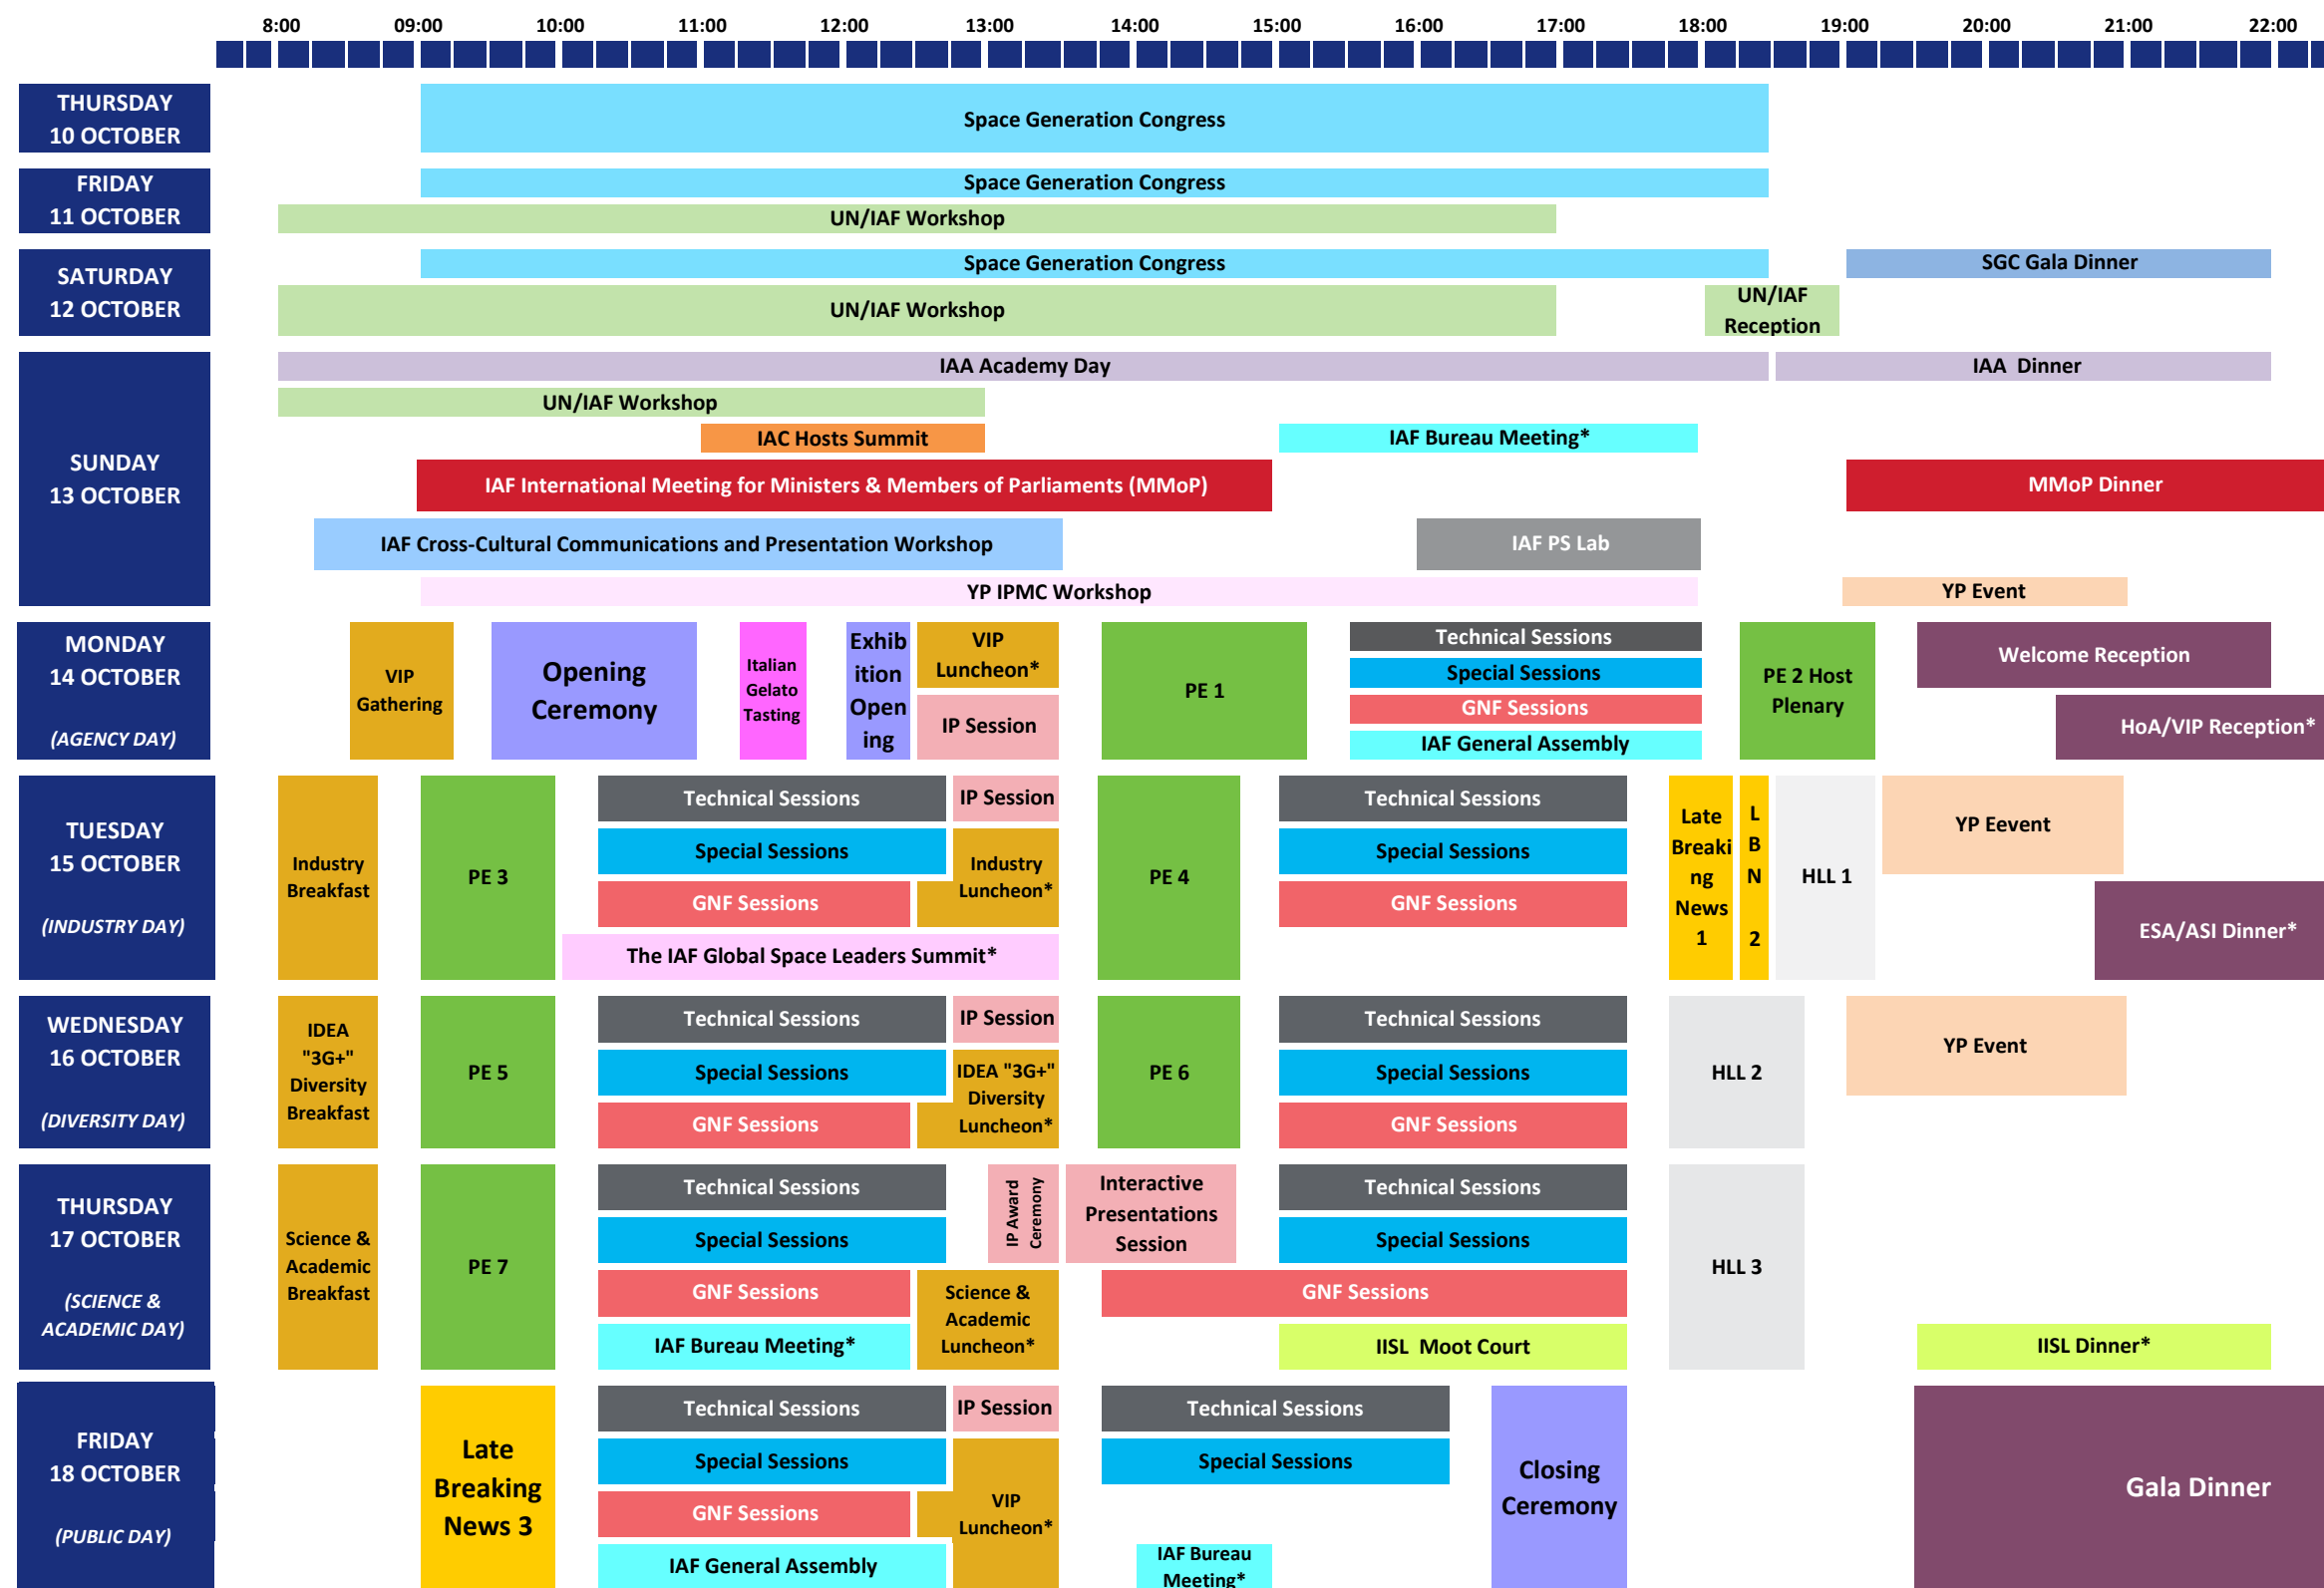 8:00 09:00 10:00 11:00 12:00 13:00 14:00 15:00 16:00 17:00 18:00 19:00 20:00 21:00 22:00
THURSDAY
10 OCTOBER
Space Generation Congress
FRIDAY
11 OCTOBER
Space Generation Congress
UN/IAF Workshop
SATURDAY
12 OCTOBER
Space Generation Congress
SGC Gala Dinner
UN/IAF Workshop
UN/IAF
Reception
SUNDAY
13 OCTOBER
IAA Academy Day
IAA Dinner
UN/IAF Workshop
IAC Hosts Summit
IAF Bureau Meeting*
IAF International Meeting for Ministers & Members of Parliaments (MMoP)
MMoP Dinner
IAF Cross-Cultural Communications and Presentation Workshop
IAF PS Lab
YP IPMC Workshop
YP Event
MONDAY
14 OCTOBER
(AGENCY DAY)
VIP
Gathering
Opening
Ceremony
Italian
Gelato
Tasting
Exhib
ition
Open
ing
VIP
Luncheon*
IP Session
PE 1
Technical Sessions
Special Sessions
GNF Sessions
IAF General Assembly
PE 2 Host
Plenary
Welcome Reception
HoA/VIP Reception*
TUESDAY
15 OCTOBER
(INDUSTRY DAY)
Industry
Breakfast
PE 3
Technical Sessions
Special Sessions
GNF Sessions
The IAF Global Space Leaders Summit*
IP Session
Industry
Luncheon*
PE 4
Technical Sessions
Special Sessions
GNF Sessions
Late
Breaki
ng
News
1
L
B
N
2
HLL 1
YP Eevent
ESA/ASI Dinner*
WEDNESDAY
16 OCTOBER
(DIVERSITY DAY)
IDEA
"3G+"
Diversity
Breakfast
PE 5
Technical Sessions
Special Sessions
GNF Sessions
IP Session
IDEA "3G+"
Diversity
Luncheon*
PE 6
Technical Sessions
Special Sessions
GNF Sessions
HLL 2
YP Event
THURSDAY
17 OCTOBER
(SCIENCE &
ACADEMIC DAY)
Science &
Academic
Breakfast
PE 7
Technical Sessions
Special Sessions
GNF Sessions
IAF Bureau Meeting*
IP Award
Ceremony
Interactive
Presentations
Session
Science &
Academic
Luncheon*
Technical Sessions
Special Sessions
GNF Sessions
IISL Moot Court
HLL 3
IISL Dinner*
FRIDAY
18 OCTOBER
(PUBLIC DAY)
Late
Breaking
News 3
Technical Sessions
Special Sessions
GNF Sessions
IAF General Assembly
IP Session
VIP
Luncheon*
Technical Sessions
Special Sessions
IAF Bureau
Meeting*
Closing
Ceremony
Gala Dinner